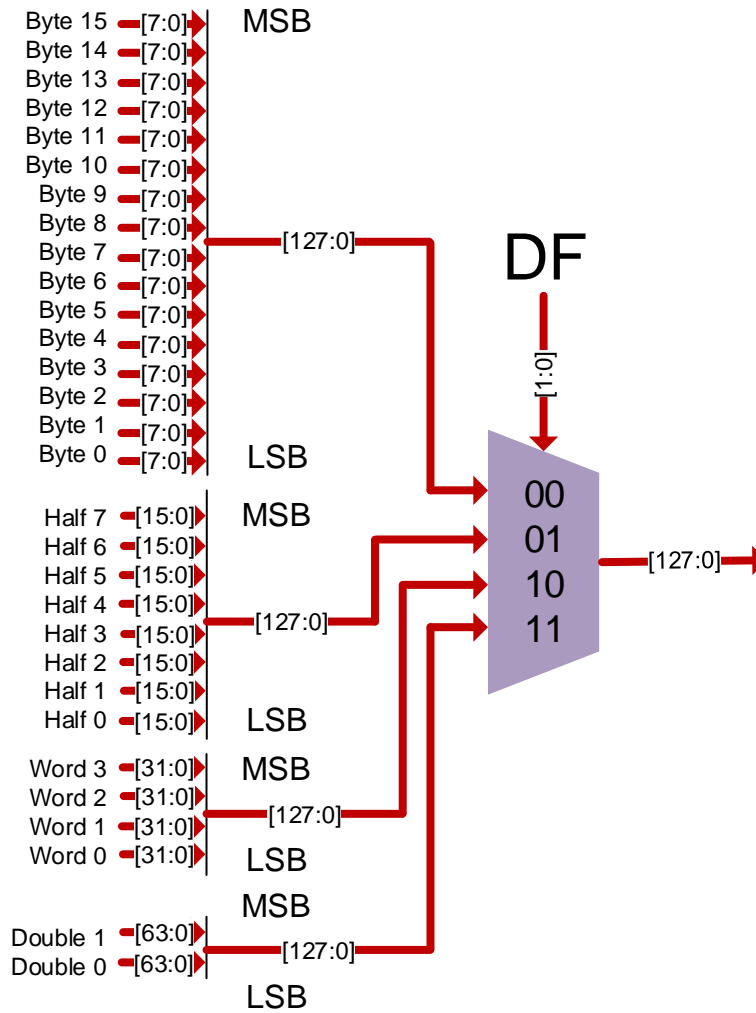 Byte 15 [7:0] MSB
Byte 14 [7:0]
Byte 13 [7:0]
Byte 12 [7:0]
Byte 11 [7:0]
Byte 10 [7:0]
Byte 9 [7:0]
Byte 8 [7:0]
Byte 7 [7:0]
Byte 6 [7:0]
Byte 5 [7:0]
Byte 4 [7:0]
Byte 3 [7:0]
Byte 2 [7:0]
Byte 1 [7:0]
Byte 0 [7:0] LSB
[127:0]
DF
[1:0]
Half 7 [15:0] MSB
Half 6 [15:0]
Half 5 [15:0]
Half 4 [15:0]
Half 3 [15:0]
Half 2 [15:0]
Half 1 [15:0]
Half 0 [15:0] LSB
[127:0]
00
01
10
11
[127:0]
Word 3 [31:0] MSB
Word 2 [31:0]
Word 1 [31:0]
Word 0 [31:0] LSB
[127:0]
MSB
Double 1 [63:0]
Double 0 [63:0]
[127:0]
LSB